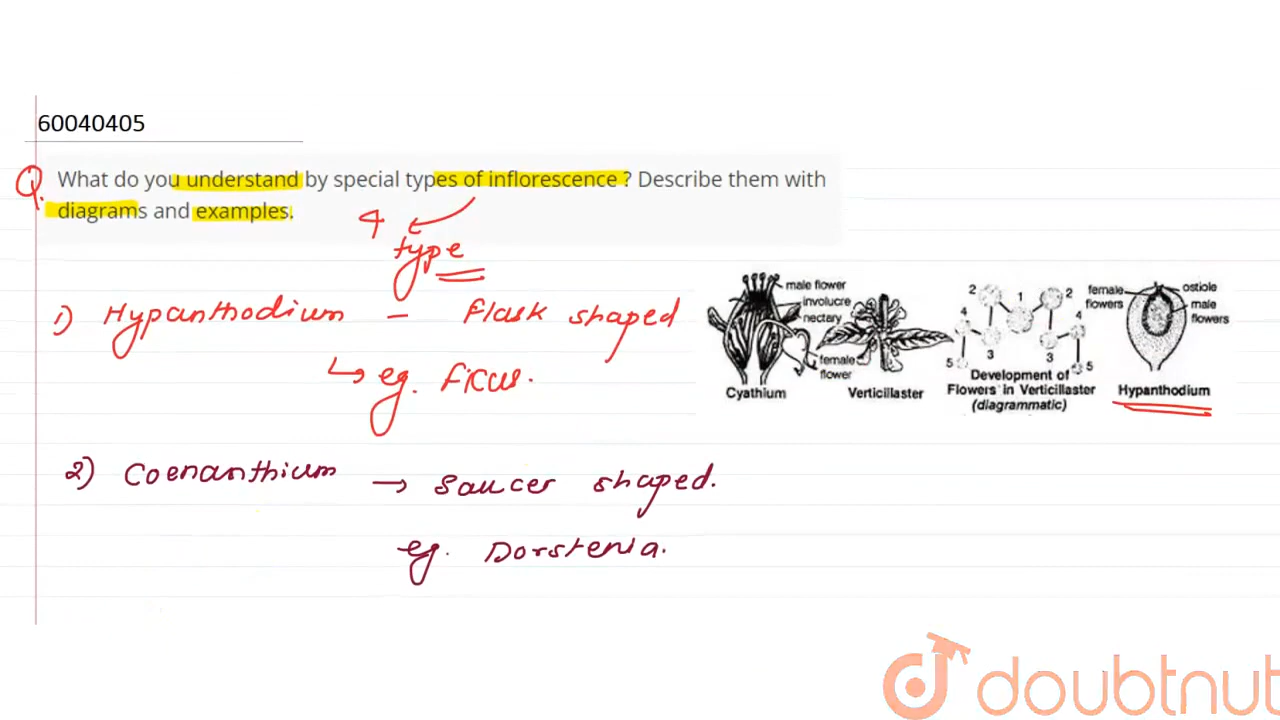 60040405
Q. What do you understand by special types of inflorescence ? Describe them with
diagrams and examples.
4 type
1) Hypanthodium - flask shaped
eg. ficus.
2) Coenanthium → saucer shaped.
eg. Dorstenia.
male flower
involucre
nectary
female
flower
Cyathium
Verticillaster
2 1 2
4 4
3 3
5 5
Development of
Flowers in Verticillaster
(diagrammatic)
female
flowers
ostiole
male
flowers
Hypanthodium
doubtnut